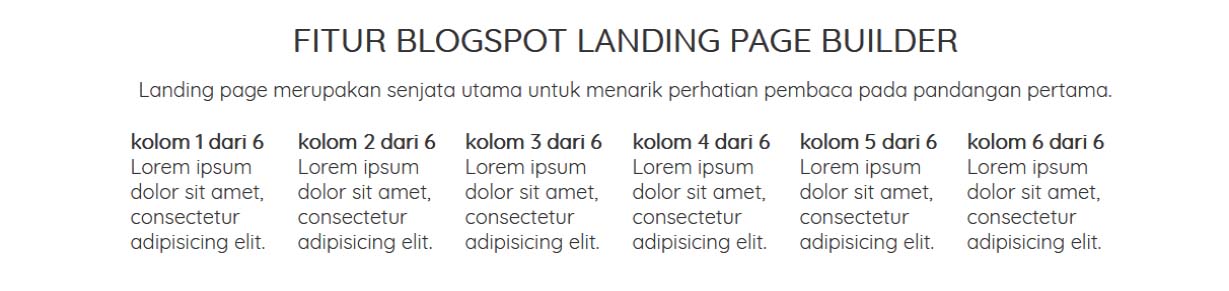 FITUR BLOGSPOT LANDING PAGE BUILDER
Landing page merupakan senjata utama untuk menarik perhatian pembaca pada pandangan pertama.
kolom 1 dari 6
Lorem ipsum
dolor sit amet,
consectetur
adipisicing elit.
kolom 2 dari 6
Lorem ipsum
dolor sit amet,
consectetur
adipisicing elit.
kolom 3 dari 6
Lorem ipsum
dolor sit amet,
consectetur
adipisicing elit.
kolom 4 dari 6
Lorem ipsum
dolor sit amet,
consectetur
adipisicing elit.
kolom 5 dari 6
Lorem ipsum
dolor sit amet,
consectetur
adipisicing elit.
kolom 6 dari 6
Lorem ipsum
dolor sit amet,
consectetur
adipisicing elit.